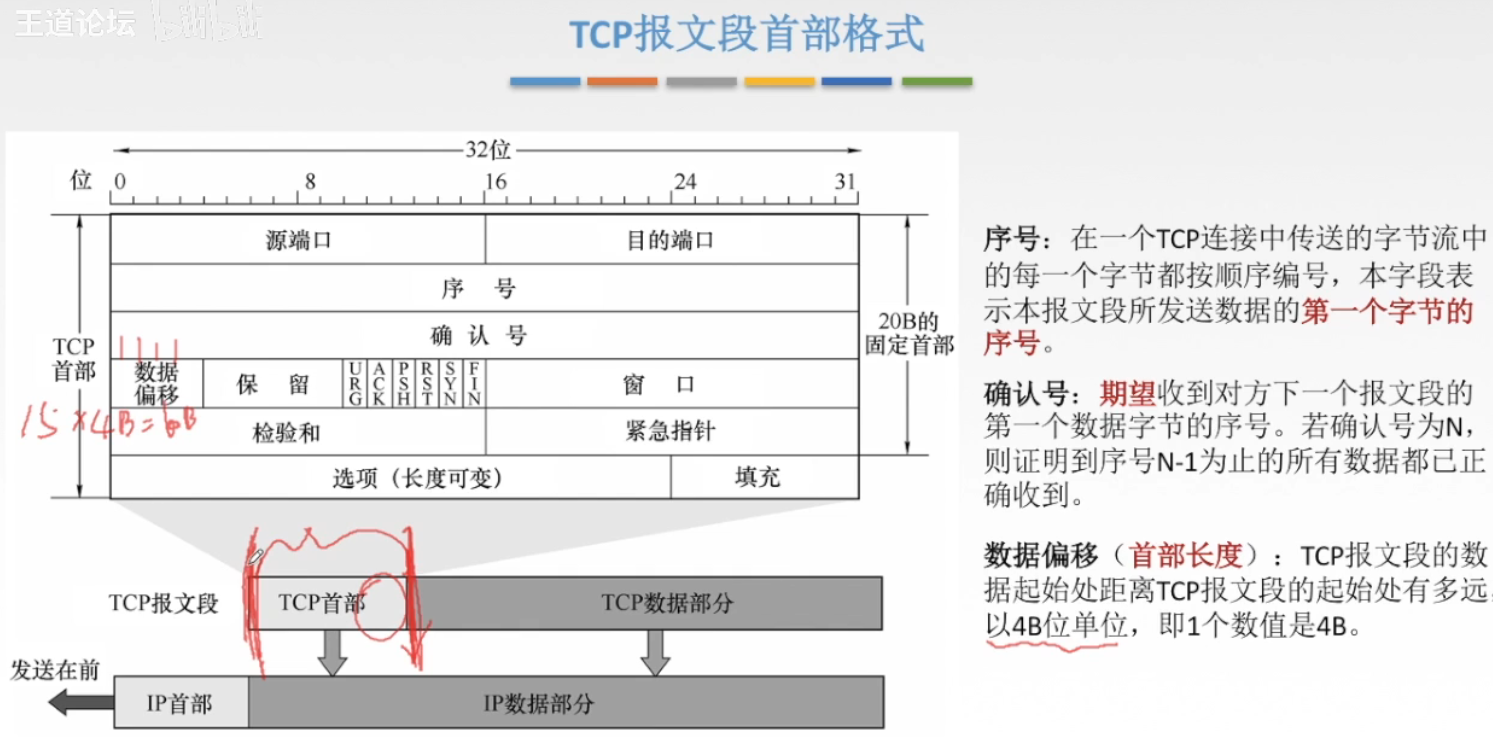 王道论坛 bilibili
TCP报文段首部格式
32位
位 0 8 16 24 31
源端口 目的端口
序 号
确 认 号
TCP
首部
20B的
固定首部
1111
数据
偏移
保 留
URG
ACK
PSH
RST
SYN
FIN
窗 口
15×4B=60B
检验和 紧急指针
选项（长度可变） 填充
TCP报文段 TCP首部 TCP数据部分
发送在前
IP首部 IP数据部分
序号：在一个TCP连接中传送的字节流中
的每一个字节都按顺序编号，本字段表
示本报文段所发送数据的第一个字节的
序号。
确认号：期望收到对方下一个报文段的
第一个数据字节的序号。若确认号为N，
则证明到序号N-1为止的所有数据都已正
确收到。
数据偏移（首部长度）：TCP报文段的数
据起始处距离TCP报文段的起始处有多远，
以4B位单位，即1个数值是4B。